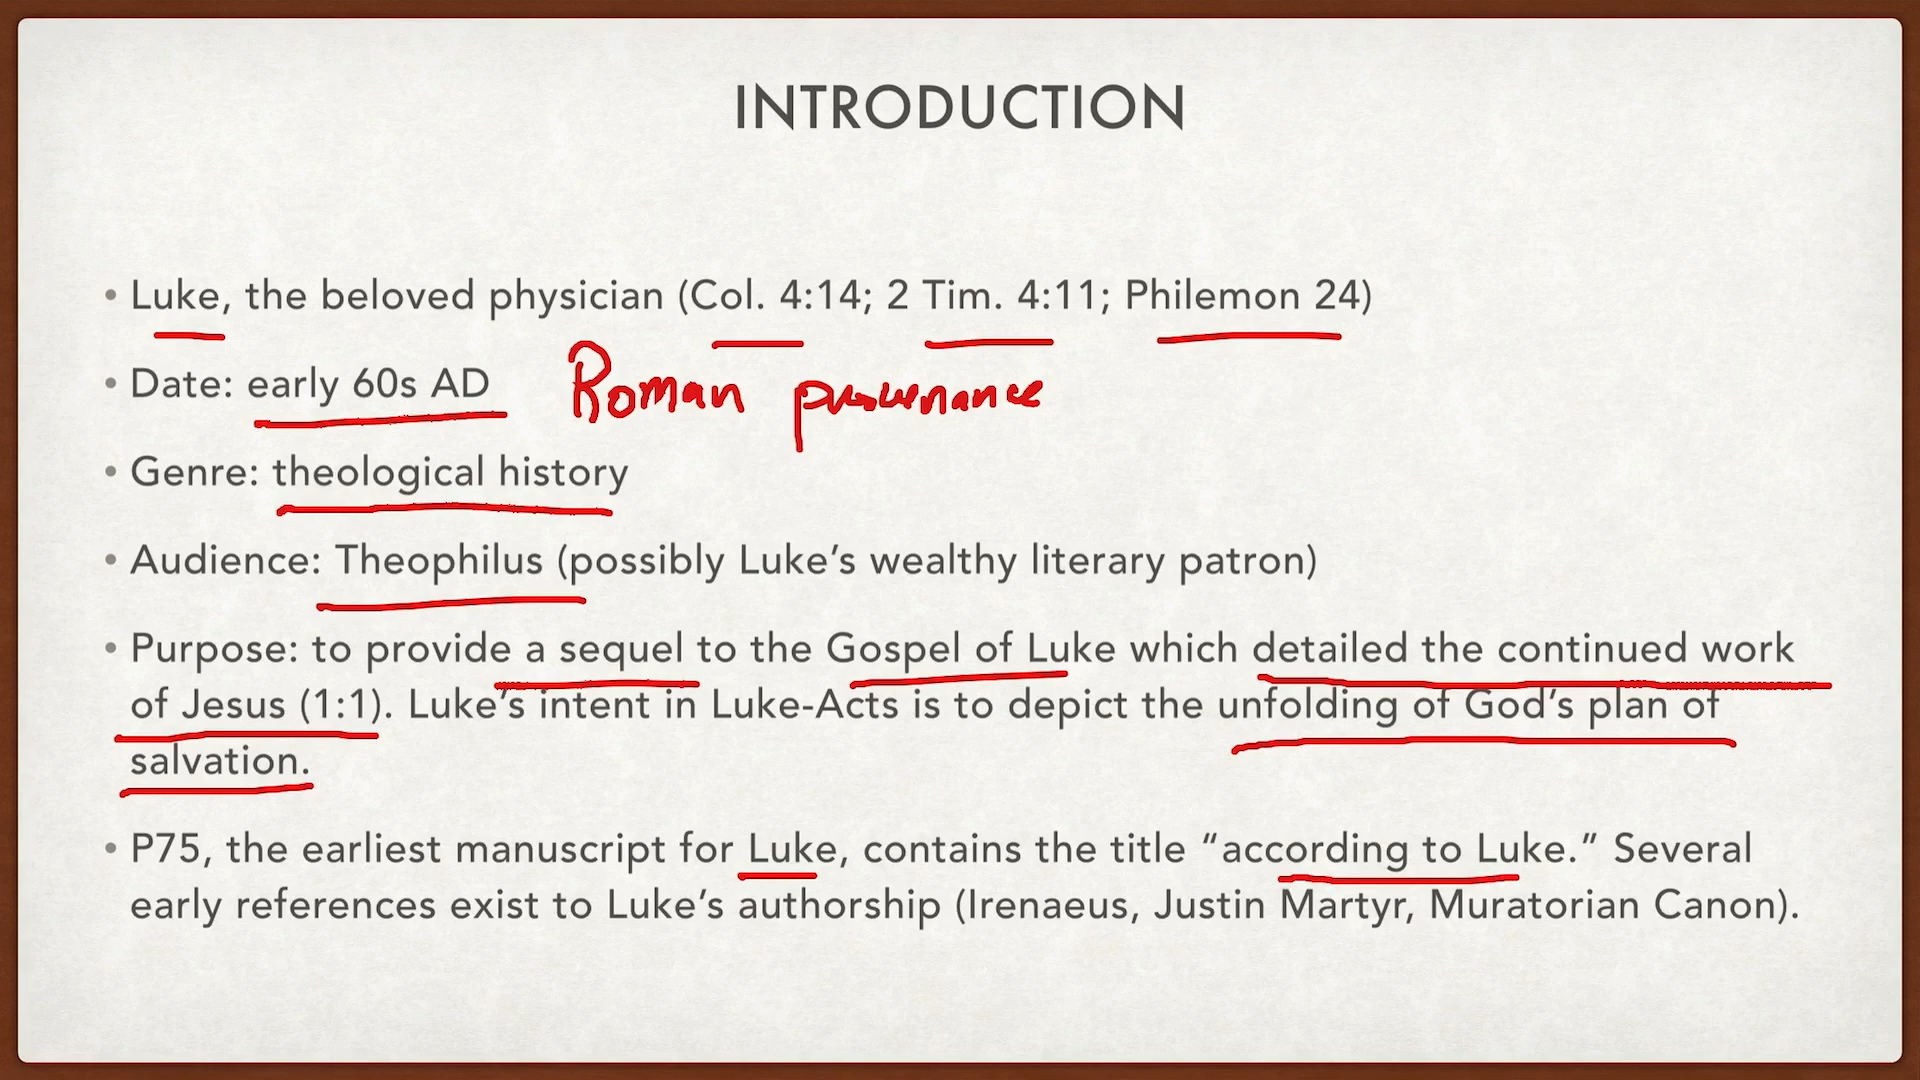 INTRODUCTION
• Luke, the beloved physician (Col. 4:14; 2 Tim. 4:11; Philemon 24)
• Date: early 60s AD Roman provenance
• Genre: theological history
• Audience: Theophilus (possibly Luke’s wealthy literary patron)
• Purpose: to provide a sequel to the Gospel of Luke which detailed the continued work
of Jesus (1:1). Luke’s intent in Luke-Acts is to depict the unfolding of God’s plan of
salvation.
• P75, the earliest manuscript for Luke, contains the title “according to Luke.” Several
early references exist to Luke’s authorship (Irenaeus, Justin Martyr, Muratorian Canon).